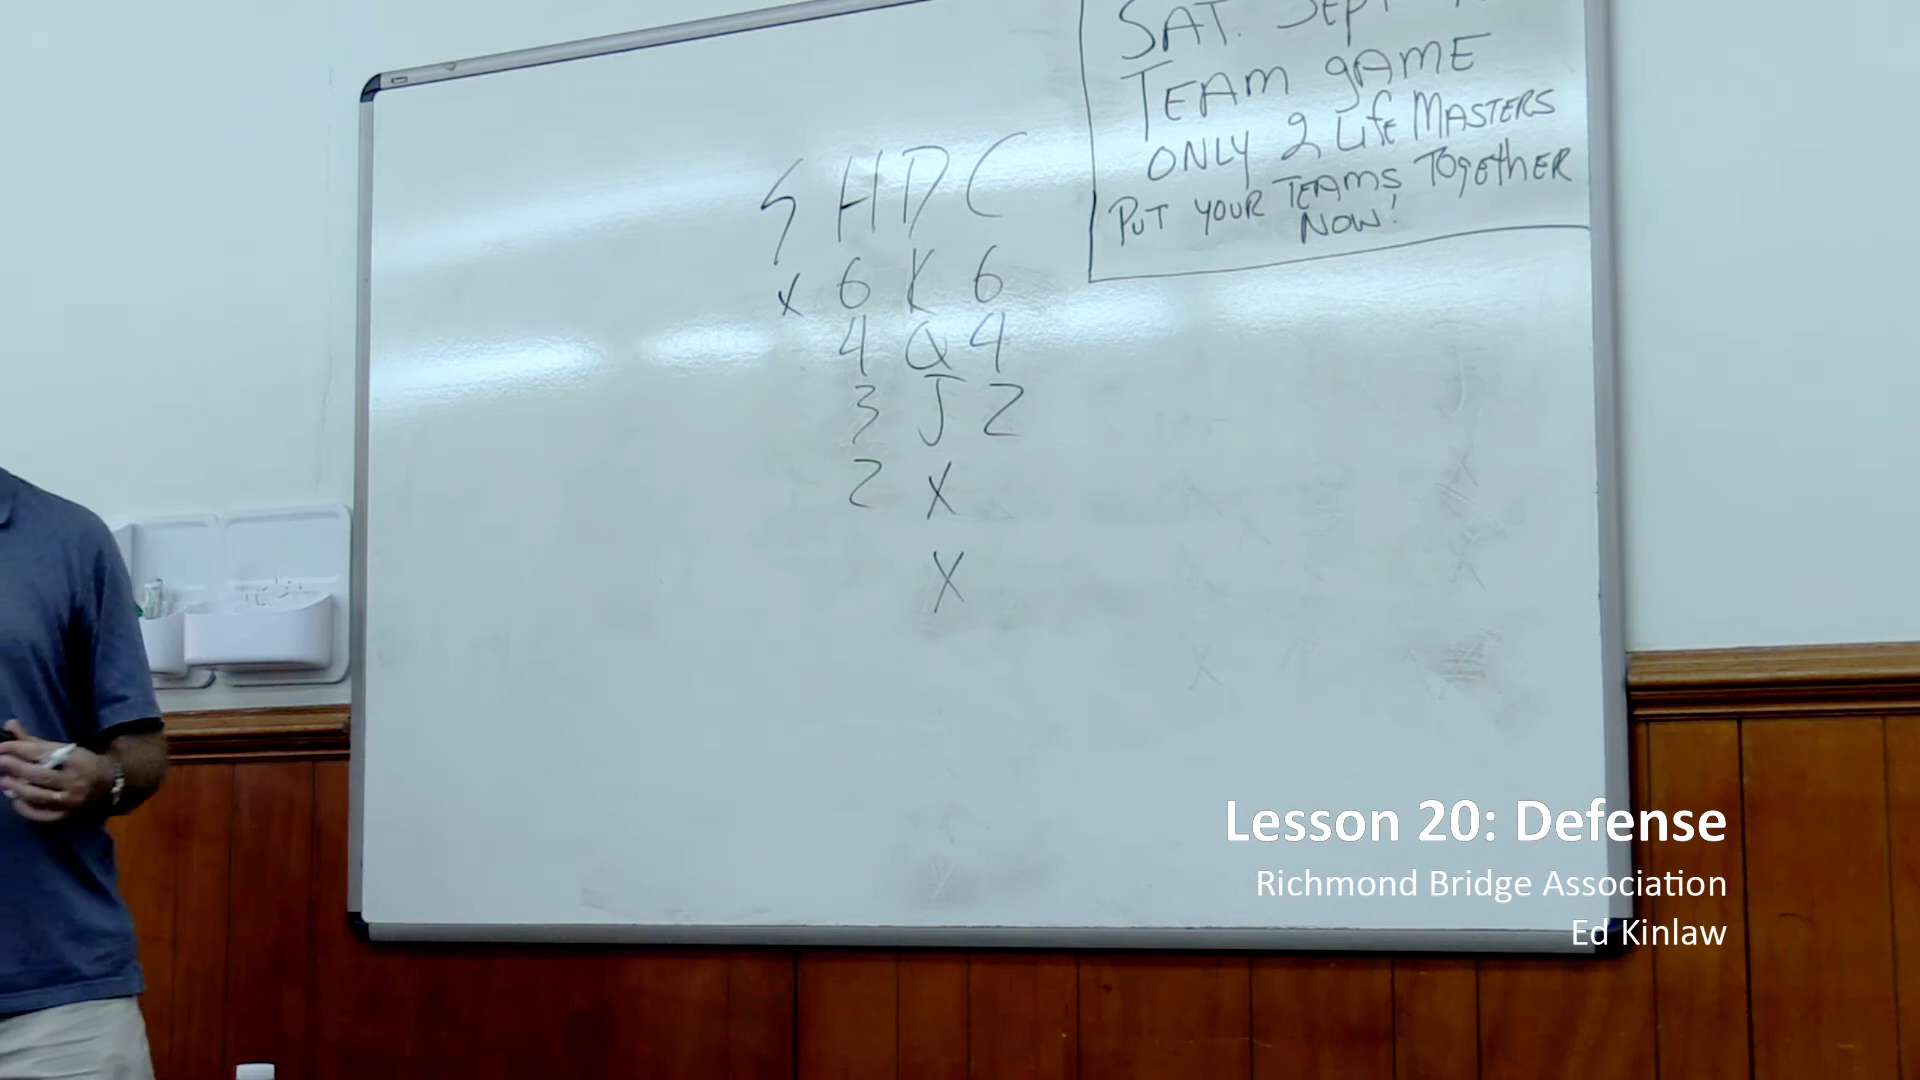 SAT. SEPT
TEAM gAME
ONLY 2 Life MASTERS
PUT YOUR TEAMS TOgETHER
NOW!
S H D C
X 6 K 6
4 Q 4
3 J 2
2 X
X
Lesson 20: Defense
Richmond Bridge Association
Ed Kinlaw